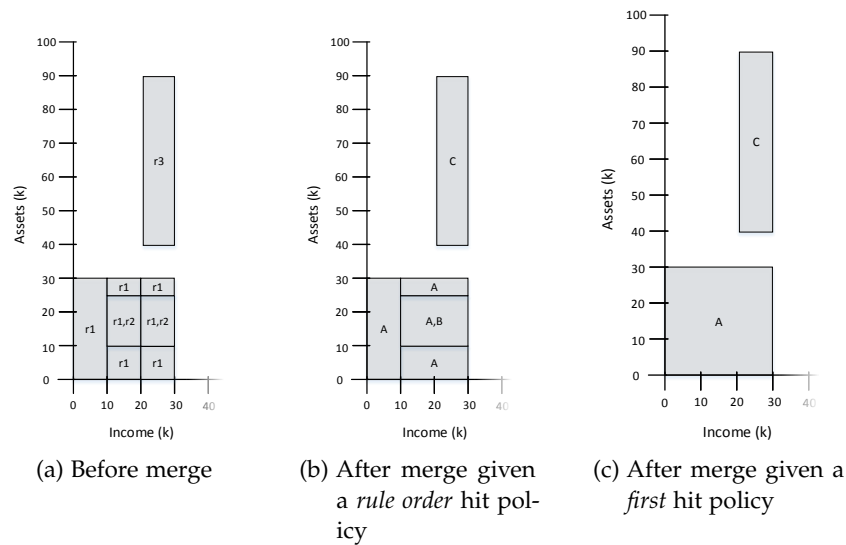 100
90
80
70
60
50
40
30
20
10
0
Assets (k)
r3
r1
r1
r1
r1,r2
r1,r2
r1
r1
0 10 20 30 40
Income (k)
(a) Before merge
100
90
80
70
60
50
40
30
20
10
0
Assets (k)
C
A
A
A,B
A
0 10 20 30 40
Income (k)
(b) After merge given
a rule order hit pol-
icy
100
90
80
70
60
50
40
30
20
10
0
Assets (k)
C
A
0 10 20 30 40
Income (k)
(c) After merge given a
first hit policy